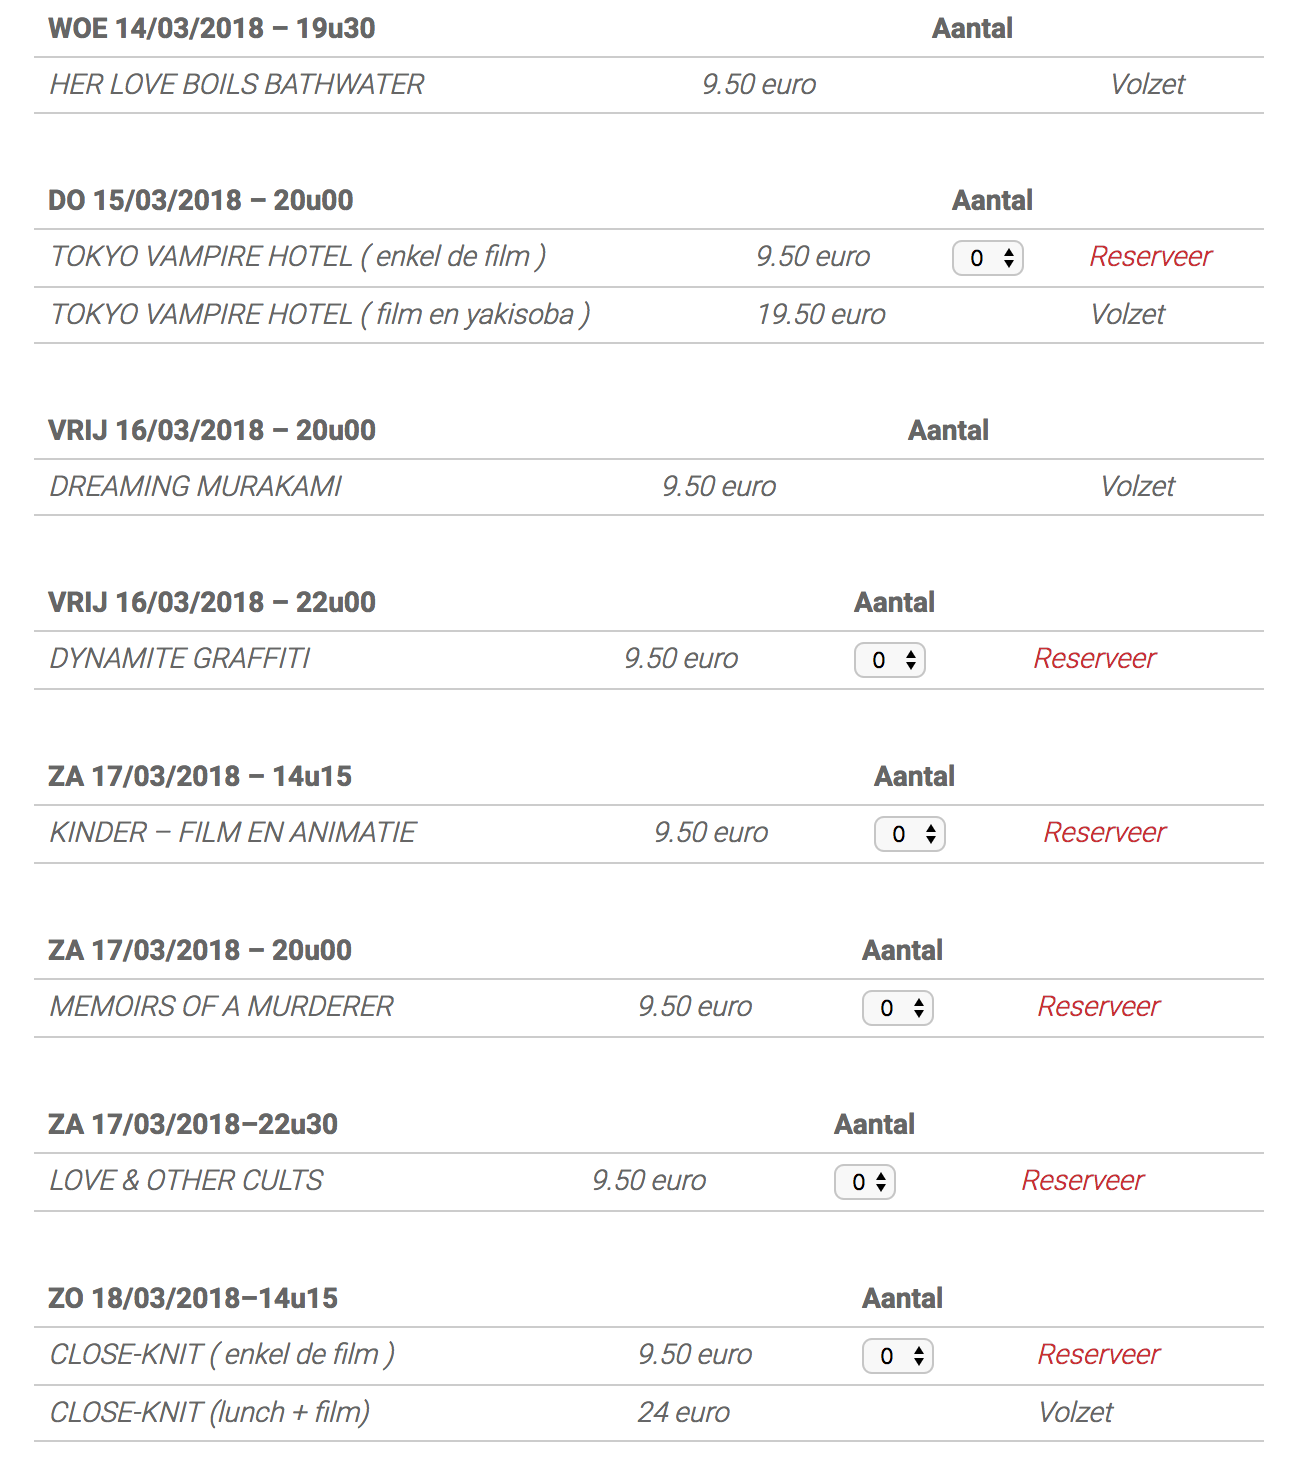 WOE 14/03/2018 – 19u30 Aantal
HER LOVE BOILS BATHWATER 9.50 euro Volzet
DO 15/03/2018 – 20u00 Aantal
TOKYO VAMPIRE HOTEL ( enkel de film ) 9.50 euro 0 Reserveer
TOKYO VAMPIRE HOTEL ( film en yakisoba ) 19.50 euro Volzet
VRIJ 16/03/2018 – 20u00 Aantal
DREAMING MURAKAMI 9.50 euro Volzet
VRIJ 16/03/2018 – 22u00 Aantal
DYNAMITE GRAFFITI 9.50 euro 0 Reserveer
ZA 17/03/2018 – 14u15 Aantal
KINDER – FILM EN ANIMATIE 9.50 euro 0 Reserveer
ZA 17/03/2018 – 20u00 Aantal
MEMOIRS OF A MURDERER 9.50 euro 0 Reserveer
ZA 17/03/2018–22u30 Aantal
LOVE & OTHER CULTS 9.50 euro 0 Reserveer
ZO 18/03/2018–14u15 Aantal
CLOSE-KNIT ( enkel de film ) 9.50 euro 0 Reserveer
CLOSE-KNIT (lunch + film) 24 euro Volzet